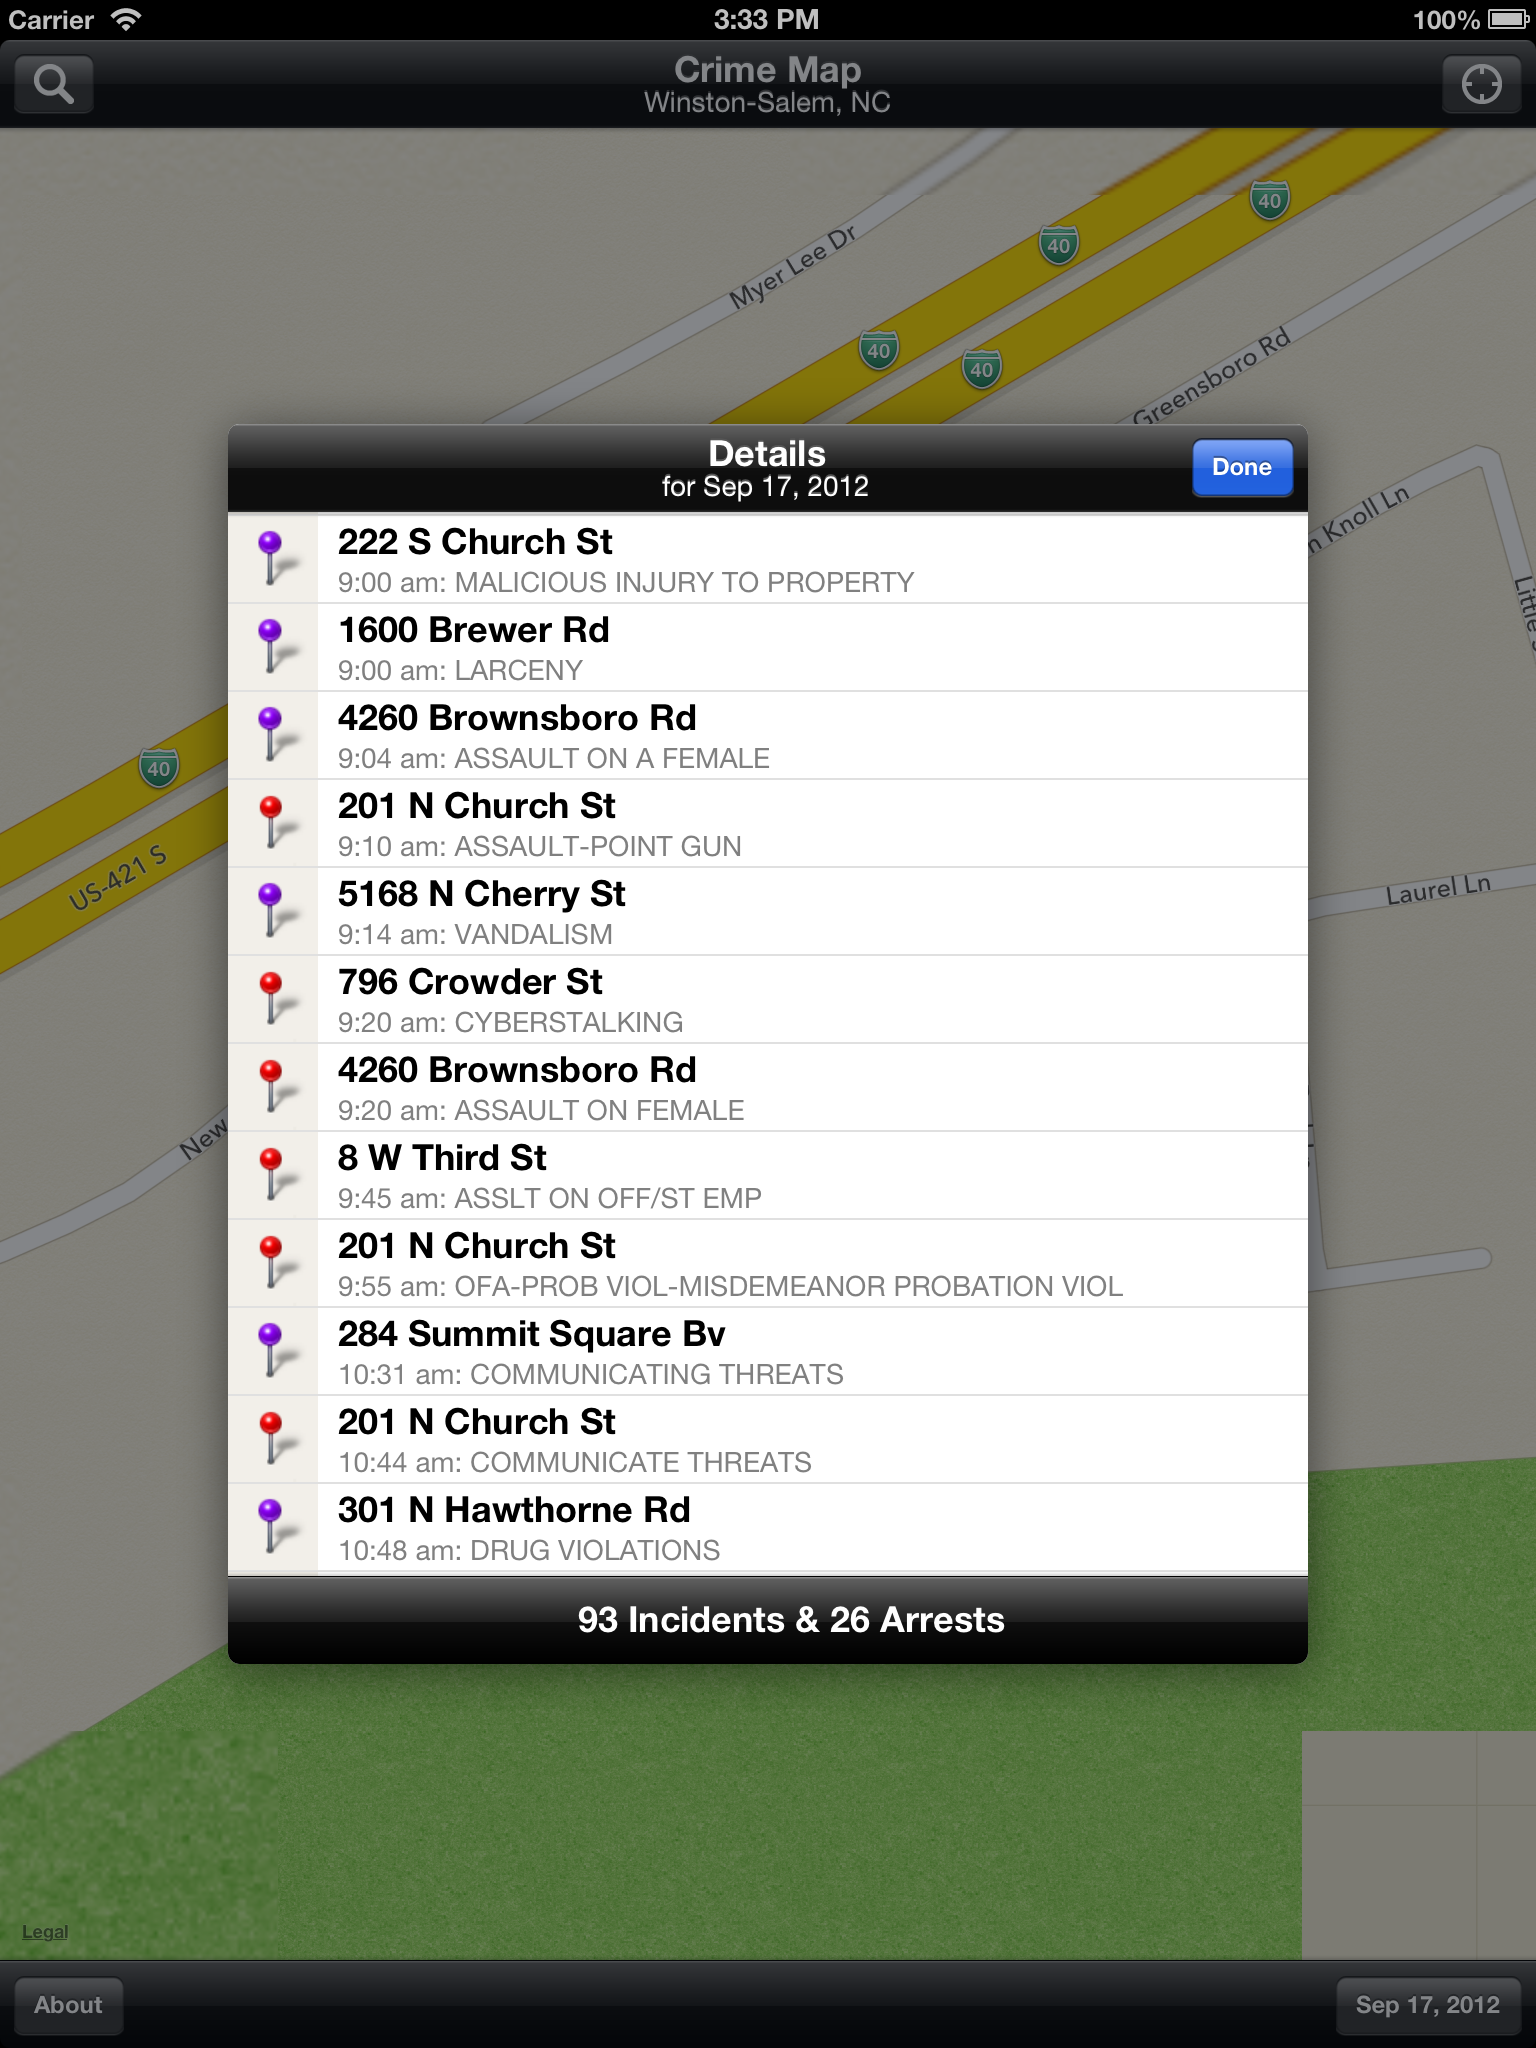 Carrier 3:33 PM 100%
Crime Map
Winston-Salem, NC
40
40
Myer Lee Dr
40
40
Greensboro Rd
Details
for Sep 17, 2012
Done
Knoll Ln
222 S Church St
9:00 am: MALICIOUS INJURY TO PROPERTY
Little
1600 Brewer Rd
9:00 am: LARCENY
4260 Brownsboro Rd
9:04 am: ASSAULT ON A FEMALE
40
201 N Church St
9:10 am: ASSAULT-POINT GUN
US-421 S
5168 N Cherry St
9:14 am: VANDALISM
Laurel Ln
796 Crowder St
9:20 am: CYBERSTALKING
4260 Brownsboro Rd
9:20 am: ASSAULT ON FEMALE
New
8 W Third St
9:45 am: ASSLT ON OFF/ST EMP
201 N Church St
9:55 am: OFA-PROB VIOL-MISDEMEANOR PROBATION VIOL
284 Summit Square Bv
10:31 am: COMMUNICATING THREATS
201 N Church St
10:44 am: COMMUNICATE THREATS
301 N Hawthorne Rd
10:48 am: DRUG VIOLATIONS
93 Incidents & 26 Arrests
Legal
About Sep 17, 2012